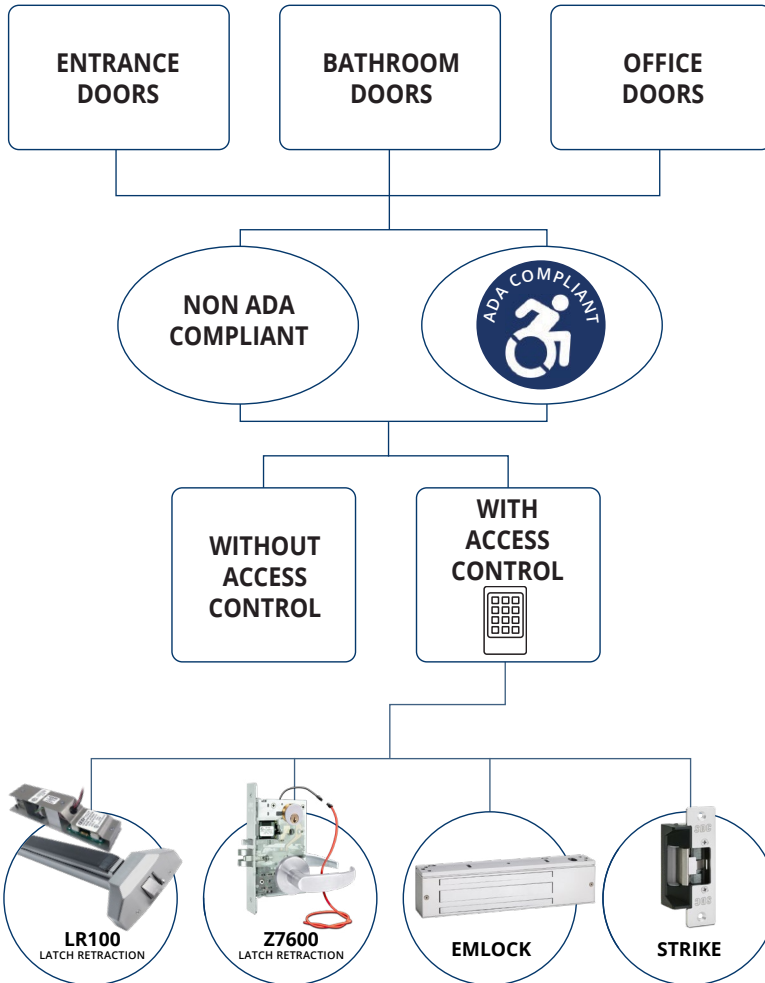 ENTRANCE
DOORS
BATHROOM
DOORS
OFFICE
DOORS
NON ADA
COMPLIANT
ADA COMPLIANT
WITHOUT
ACCESS
CONTROL
WITH
ACCESS
CONTROL
LR100
LATCH RETRACTION
Z7600
LATCH RETRACTION
EMLOCK
STRIKE